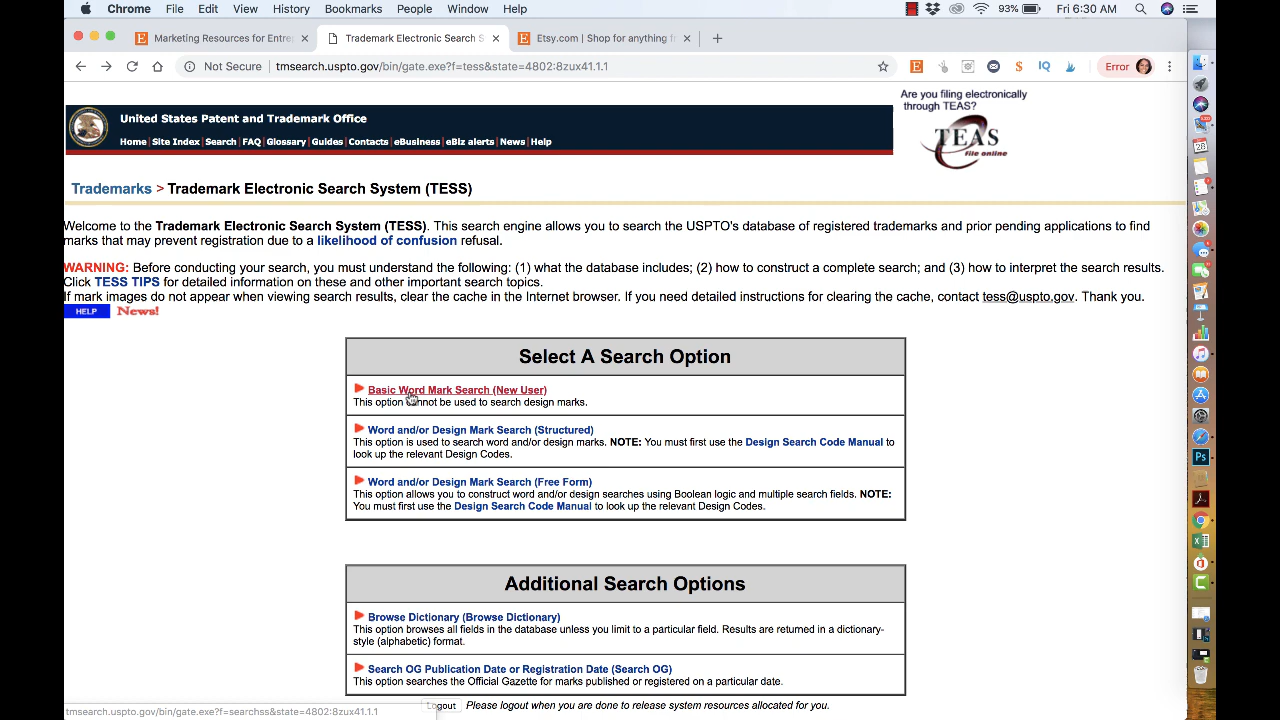 Chrome File Edit View History Bookmarks People Window Help 93% Fri 6:30 AM
Marketing Resources for Entre Trademark Electronic Search S Etsy.com | Shop for anything f
Not Secure tmsearch.uspto.gov/bin/gate.exe?f=tess&state=4802:8zux41.1.1 IQ Error
United States Patent and Trademark Office
Home | Site Index | Search | FAQ | Glossary | Guides | Contacts | eBusiness | eBiz alerts | News | Help
Are you filing electronically
through TEAS?
TEAS
file online
Trademarks > Trademark Electronic Search System (TESS)
Welcome to the Trademark Electronic Search System (TESS). This search engine allows you to search the USPTO's database of registered trademarks and prior pending applications to find
marks that may prevent registration due to a likelihood of confusion refusal.
WARNING: Before conducting your search, you must understand the following: (1) what the database includes; (2) how to construct a complete search; and (3) how to interpret the search results.
Click TESS TIPS for detailed information on these and other important search topics.
If mark images do not appear when viewing search results, clear the cache in the Internet browser. If you need detailed instructions for clearing the cache, contact tess@uspto.gov. Thank you.
HELP News!
Select A Search Option
Basic Word Mark Search (New User)
This option cannot be used to search design marks.
Word and/or Design Mark Search (Structured)
This option is used to search word and/or design marks. NOTE: You must first use the Design Search Code Manual to
look up the relevant Design Codes.
Word and/or Design Mark Search (Free Form)
This option allows you to construct word and/or design searches using Boolean logic and multiple search fields. NOTE:
You must first use the Design Search Code Manual to look up the relevant Design Codes.
Additional Search Options
Browse Dictionary (Browse Dictionary)
This option browses all fields in the database unless you limit to a particular field. Results are returned in a dictionary-
style (alphabetic) format.
Search OG Publication Date or Registration Date (Search OG)
This option searches the Official Gazette for marks published or registered on a particular date.
tmsearch.uspto.gov/bin/gate.exe?f=searchss&state=4802:8zux41.1.1
Ps